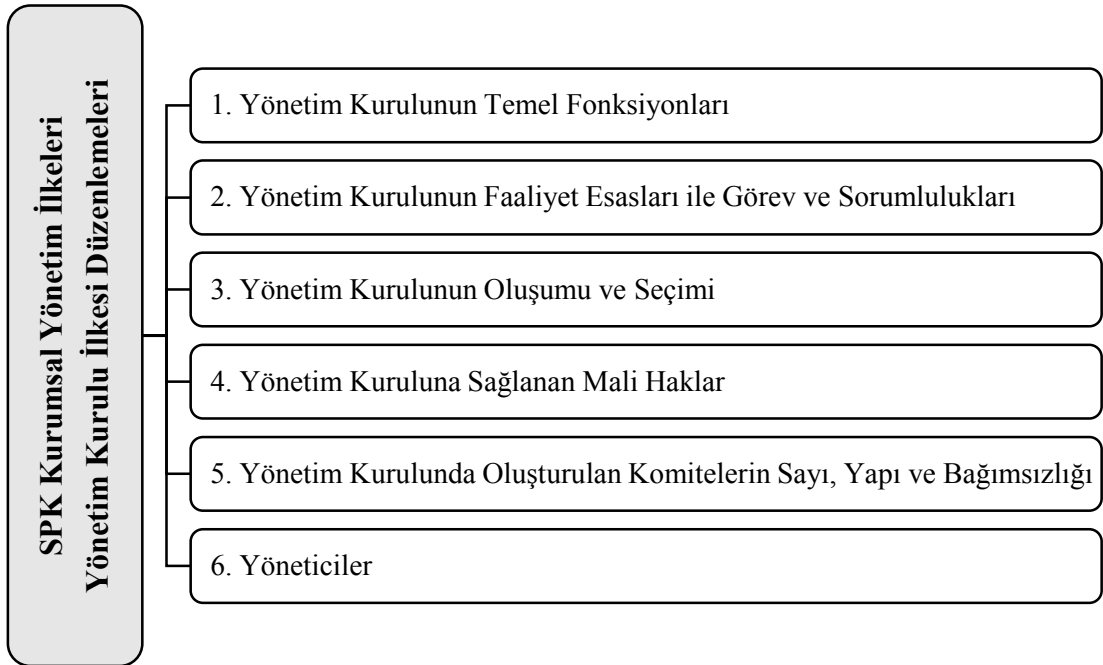 SPK Kurumsal Yönetim İlkeleri
Yönetim Kurulu İlkesi Düzenlemeleri
1. Yönetim Kurulunun Temel Fonksiyonları
2. Yönetim Kurulunun Faaliyet Esasları ile Görev ve Sorumlulukları
3. Yönetim Kurulunun Oluşumu ve Seçimi
4. Yönetim Kuruluna Sağlanan Mali Haklar
5. Yönetim Kurulunda Oluşturulan Komitelerin Sayı, Yapı ve Bağımsızlığı
6. Yöneticiler